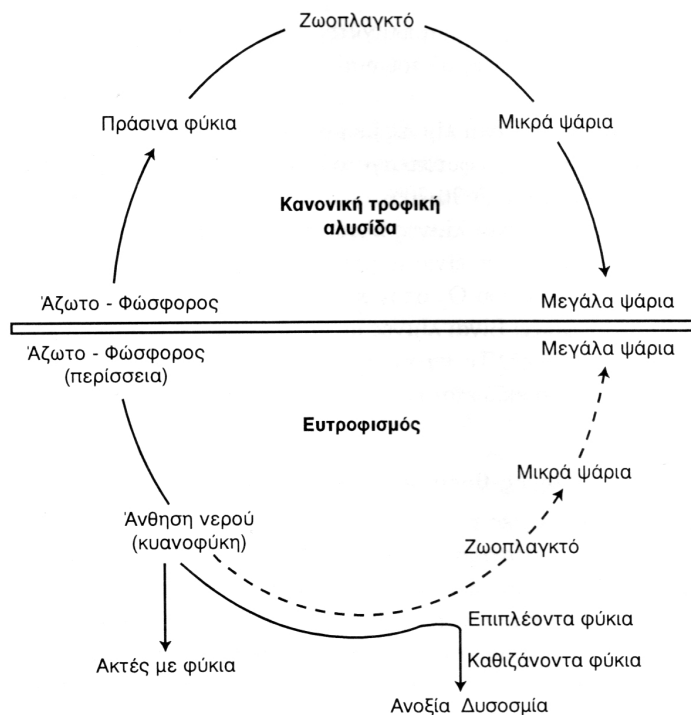 Ζωοπλαγκτό
Πράσινα φύκια
Μικρά ψάρια
Κανονική τροφική
αλυσίδα
Άζωτο - Φώσφορος
Μεγάλα ψάρια
Άζωτο - Φώσφορος
(περίσσεια)
Μεγάλα ψάρια
Ευτροφισμός
Μικρά ψάρια
Άνθηση νερού
(κυανοφύκη)
Ζωοπλαγκτό
Επιπλέοντα φύκια
Ακτές με φύκια
Καθιζάνοντα φύκια
Ανοξία Δυσοσμία